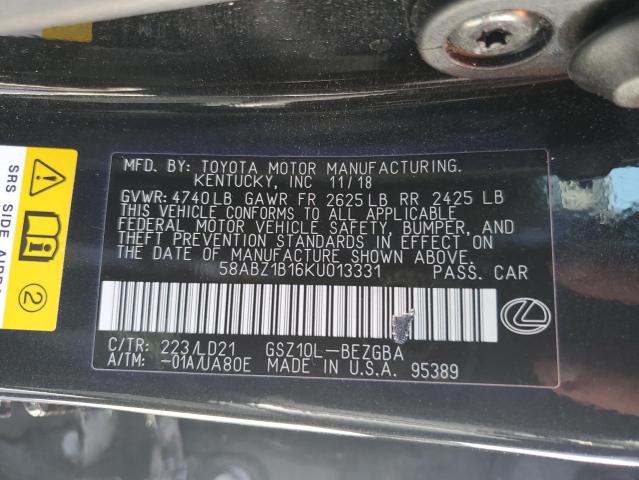 MFD. BY: TOYOTA MOTOR MANUFACTURING.
KENTUCKY, INC 11/18
GVWR: 4740LB GAWR FR 2625LB RR 2425 LB
THIS VEHICLE CONFORMS TO ALL APPLICABLE
FEDERAL MOTOR VEHICLE SAFETY, BUMPER, AND
THEFT PREVENTION STANDARDS IN EFFECT ON
THE DATE OF MANUFACTURE SHOWN ABOVE.
58ABZ1B16KU013331 PASS. CAR
C/TR: 223/LD21 GSZ10L-BEZGBA
A/TM: -01A/UA80E MADE IN U.S.A. 95389
SRS SIDE
2